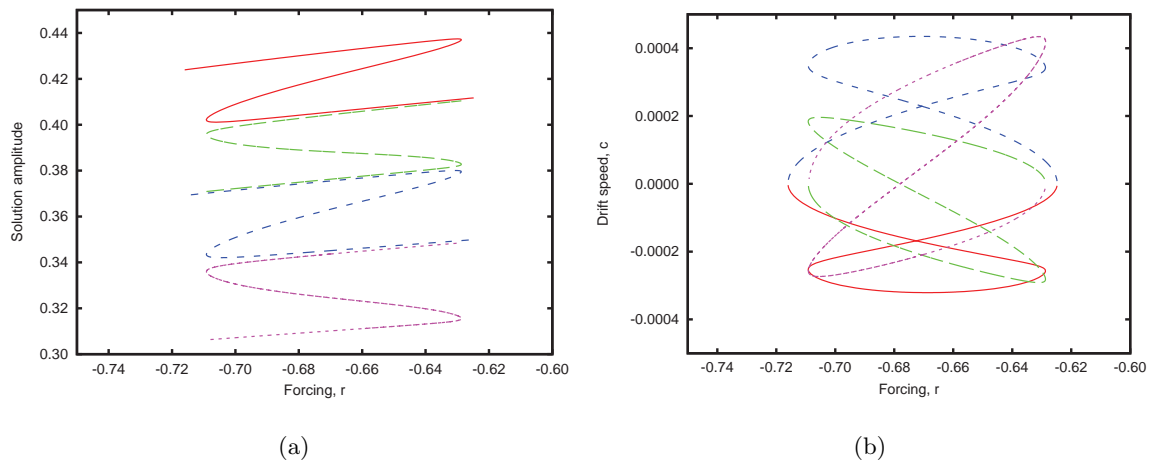 0.44
0.42
0.40
0.38
0.36
0.34
0.32
0.30
Solution amplitude
-0.74 -0.72 -0.70 -0.68 -0.66 -0.64 -0.62 -0.60
Forcing, r
(a)
0.0004
0.0002
0.0000
-0.0002
-0.0004
Drift speed, c
-0.74 -0.72 -0.70 -0.68 -0.66 -0.64 -0.62 -0.60
Forcing, r
(b)